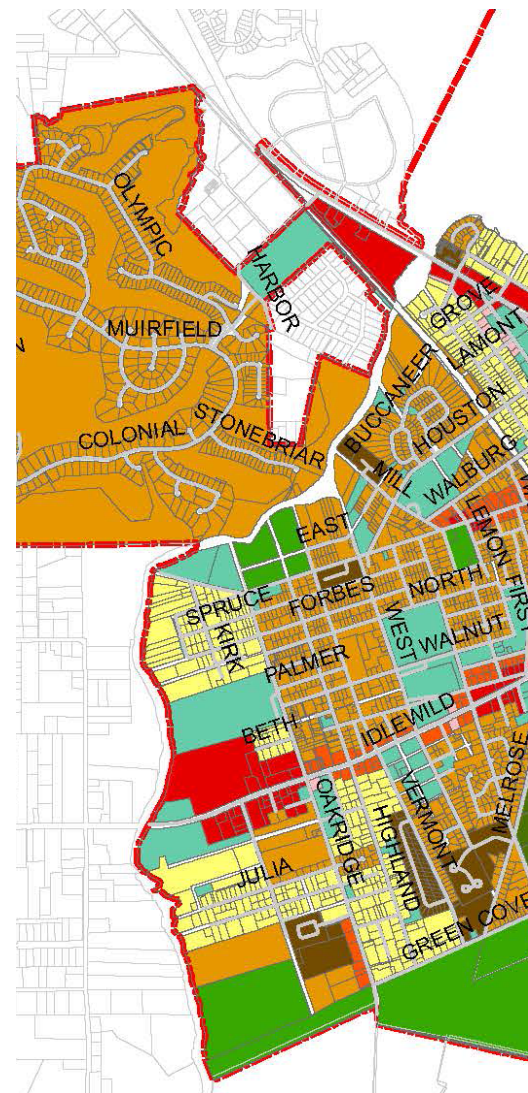 OLYMPIC
HARBOR
MUIRFIELD
N
GROVE
LAMONT
BUCCANEER
HOUSTON
STONEBRIAR
COLONIAL
MILL
WALBURG
LEMON
EAST
FIRST
SPRUCE
FORBES
NORTH
KIRK
WEST
WALNUT
PALMER
BETH
IDLEWILD
MELROSE
VERMONT
OAKRIDGE
HIGHLAND
JULIA
GREEN COVE